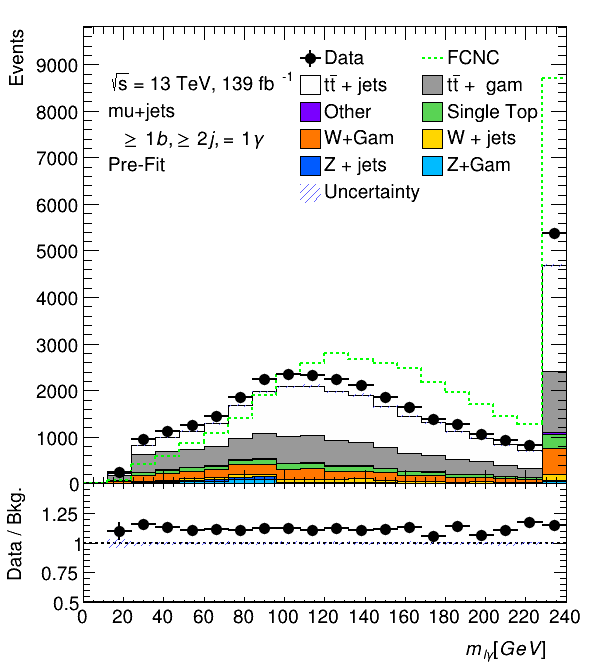 Events
9000
8000
7000
6000
5000
4000
3000
2000
1000
0
√s = 13 TeV, 139 fb⁻¹
mu+jets
≥ 1b, ≥ 2j, = 1γ
Pre-Fit
Data
FCNC
tt̄ + jets
tt̄ + gam
Other
Single Top
W+Gam
W + jets
Z + jets
Z+Gam
Uncertainty
Data / Bkg.
1.25
1
0.75
0.5
0 20 40 60 80 100 120 140 160 180 200 220 240
m_lγ[GeV]